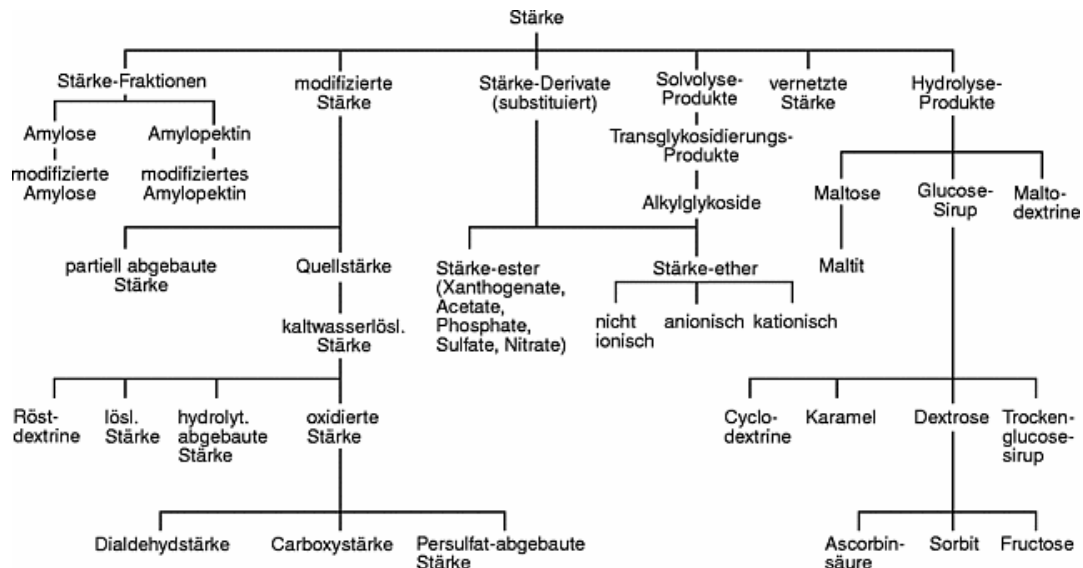 Stärke
Stärke-Fraktionen
modifizierte
Stärke
Stärke-Derivate
(substituiert)
Solvolyse-
Produkte
vernetzte
Stärke
Hydrolyse-
Produkte
Amylose
Amylopektin
Transglykosidierungs-
Produkte
modifizierte
Amylose
modifiziertes
Amylopektin
Alkylglykoside
Maltose
Glucose-
Sirup
Malto-
dextrine
partiell abgebaute
Stärke
Quellstärke
Stärke-ester
(Xanthogenate,
Acetate,
Phosphate,
Sulfate, Nitrate)
Stärke-ether
Maltit
nicht
ionisch
anionisch
kationisch
kaltwasserlösl.
Stärke
Röst-
dextrine
lösl.
Stärke
hydrolyt.
abgebaute
Stärke
oxidierte
Stärke
Cyclo-
dextrine
Karamel
Dextrose
Trocken-
glucose-
sirup
Dialdehydstärke
Carboxystärke
Persulfat-abgebaute
Stärke
Ascorbin-
säure
Sorbit
Fructose